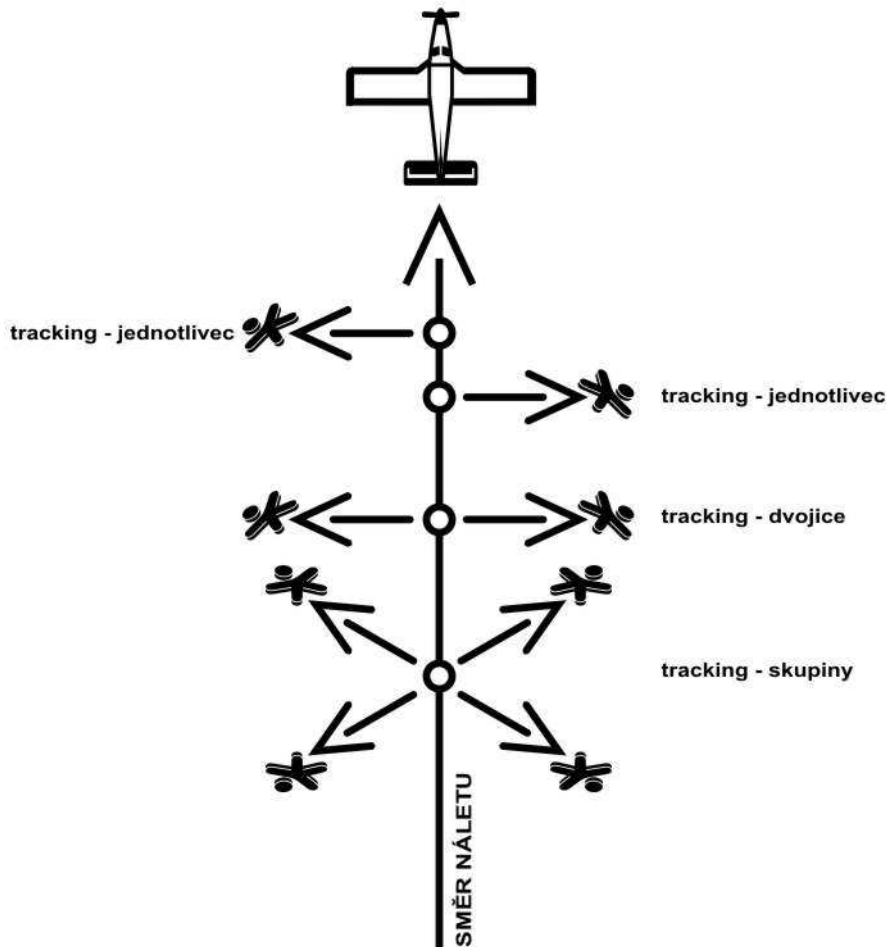 tracking - jednotlivec
tracking - jednotlivec
tracking - dvojice
tracking - skupiny
SMĚR NÁLETU